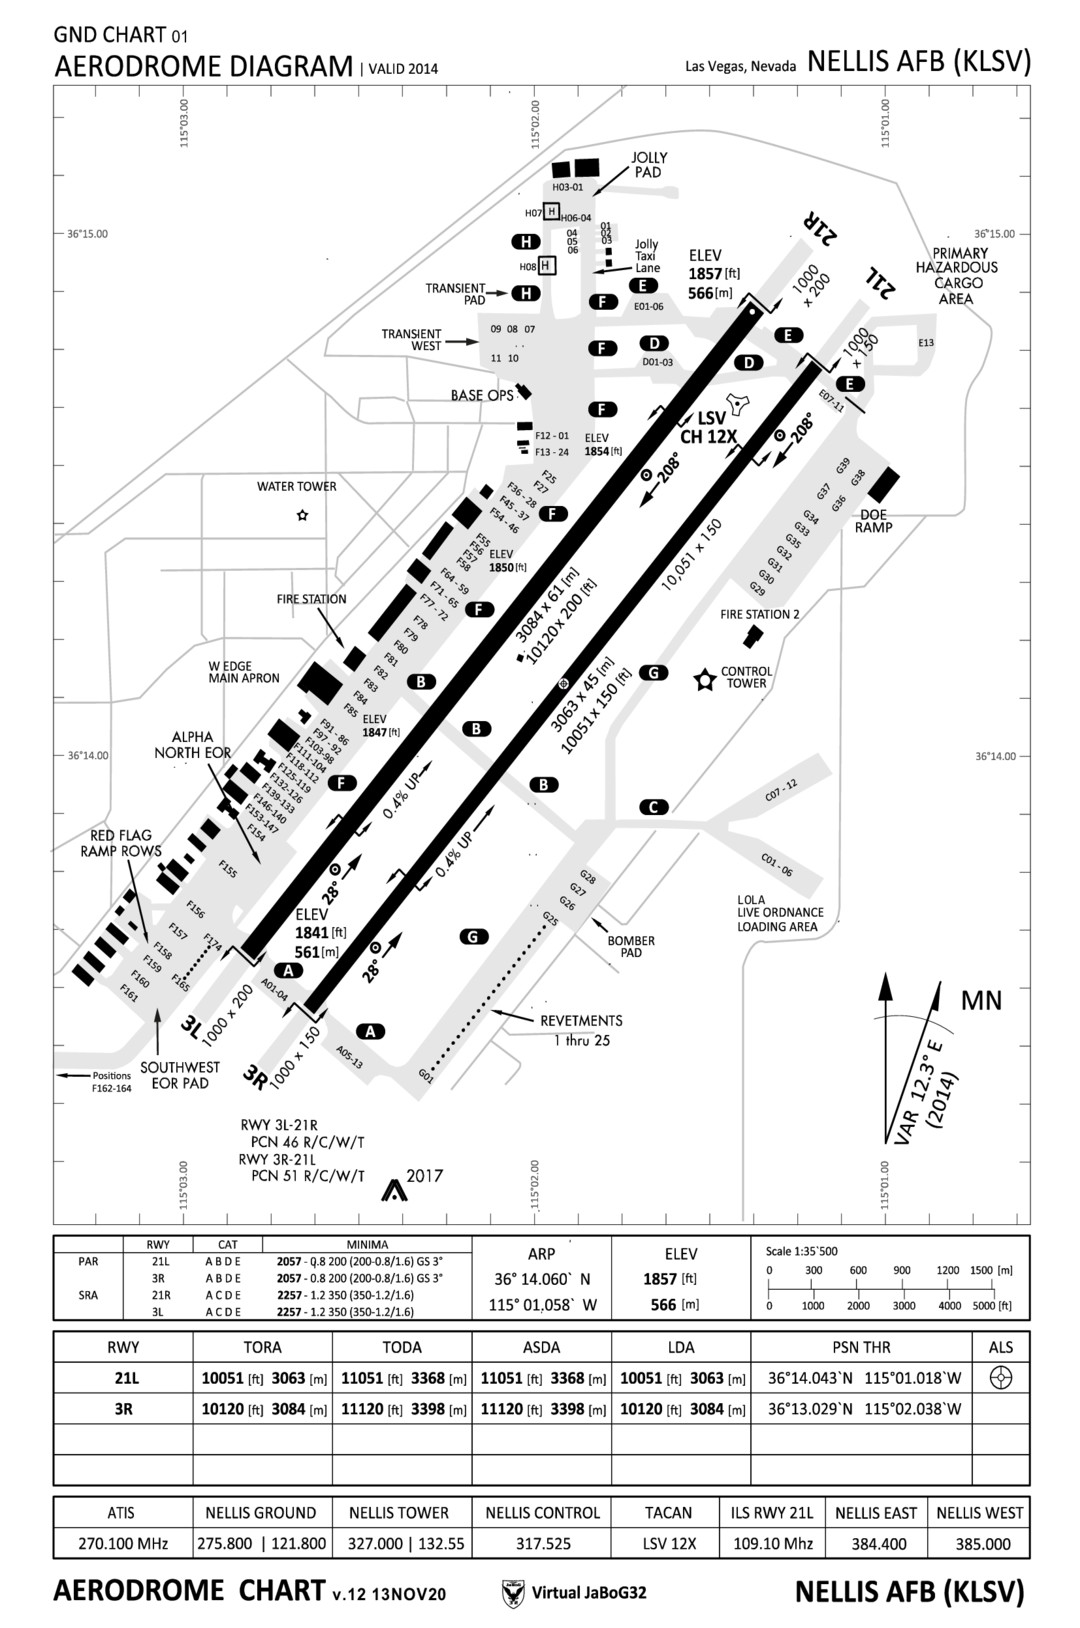 GND CHART 01
AERODROME DIAGRAM | VALID 2014
Las Vegas, Nevada NELLIS AFB (KLSV)
115°03.00
115°02.00
115°01.00
JOLLY
PAD
H03-01
H07
H
H06-04
04
05
06
01
02
03
H
H08
H
Jolly
Taxi
Lane
ELEV
1857 [ft]
566 [m]
21R
1000
x 200
36°15.00
36°15.00
PRIMARY
HAZARDOUS
CARGO
AREA
21L
1000
x 150
TRANSIENT
PAD
H
F
E
E01-06
E
E13
TRANSIENT
WEST
09 08 07
11 10
F
D
D01-03
D
E
E07-11
BASE OPS
F
LSV
CH 12X
208°
208°
F12 - 01
F13 - 24
ELEV
1854 [ft]
F25
F27
F36 - 28
F45 - 37
F54 - 46
F
G39
G38
G37
G36
G34
G33
G35
G32
G31
G30
G29
DOE
RAMP
WATER TOWER
F55
F56
F57
F58
ELEV
1850 [ft]
F64 - 59
F71 - 65
F77 - 72
10,051 x 150
FIRE STATION
F
3084 x 61 [m]
10120x 200 [ft]
FIRE STATION 2
F78
F79
F80
F81
F82
F83
F84
F85
W EDGE
MAIN APRON
B
G
CONTROL
TOWER
3063 x 45 [m]
10051x 150 [ft]
ELEV
1847 [ft]
B
ALPHA
NORTH EOR
F91 - 86
F97 - 92
F103-98
F111-104
F118-112
F125-119
F132-126
F139-133
F146-140
F153-147
F154
36°14.00
36°14.00
F
0.4% UP
B
C
C07 - 12
RED FLAG
RAMP ROWS
0.4% UP
C01 - 06
F155
28°
G28
G27
G26
G25
LOLA
LIVE ORDNANCE
LOADING AREA
F156
F157
F174
F158
F159
F160
F161
F165
ELEV
1841 [ft]
561 [m]
28°
G
BOMBER
PAD
A
A01-04
3L
1000 x 200
REVETMENTS
1 thru 25
MN
A
A05-13
3R
1000 x 150
G01
SOUTHWEST
EOR PAD
Positions
F162-164
VAR 12.3° E
(2014)
RWY 3L-21R
PCN 46 R/C/W/T
RWY 3R-21L
PCN 51 R/C/W/T
2017
115°03.00
115°02.00
115°01.00
RWY CAT MINIMA
PAR 21L A B D E 2057 - 0.8 200 (200-0.8/1.6) GS 3°
3R A B D E 2057 - 0.8 200 (200-0.8/1.6) GS 3°
SRA 21R A C D E 2257 - 1.2 350 (350-1.2/1.6)
3L A C D E 2257 - 1.2 350 (350-1.2/1.6)
ARP
36° 14.060` N
115° 01.058` W
ELEV
1857 [ft]
566 [m]
Scale 1:35`500
0 300 600 900 1200 1500 [m]
0 1000 2000 3000 4000 5000 [ft]
RWY TORA TODA ASDA LDA PSN THR ALS
21L 10051 [ft] 3063 [m] 11051 [ft] 3368 [m] 11051 [ft] 3368 [m] 10051 [ft] 3063 [m] 36°14.043`N 115°01.018`W
3R 10120 [ft] 3084 [m] 11120 [ft] 3398 [m] 11120 [ft] 3398 [m] 10120 [ft] 3084 [m] 36°13.029`N 115°02.038`W
ATIS NELLIS GROUND NELLIS TOWER NELLIS CONTROL TACAN ILS RWY 21L NELLIS EAST NELLIS WEST
270.100 MHz 275.800 | 121.800 327.000 | 132.55 317.525 LSV 12X 109.10 Mhz 384.400 385.000
AERODROME CHART v.12 13NOV20
Virtual JaBoG32
NELLIS AFB (KLSV)